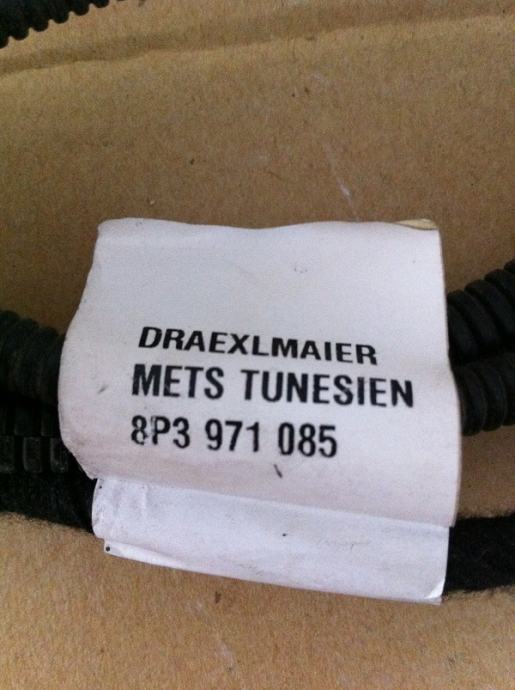 DRAEXLMAIER
METS TUNESIEN
8P3 971 085